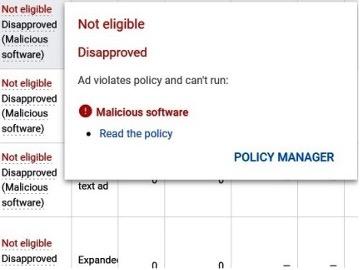 Not eligible
Disapproved
(Malicious
software)
Not eligible
Disapproved
(Malicious
software)
Not eligible
Disapproved
(Malicious
software)
Not eligible
Disapproved
Not eligible
Disapproved
Ad violates policy and can't run:
Malicious software
Read the policy
POLICY MANAGER
text ad
0
0
Expande
0
0